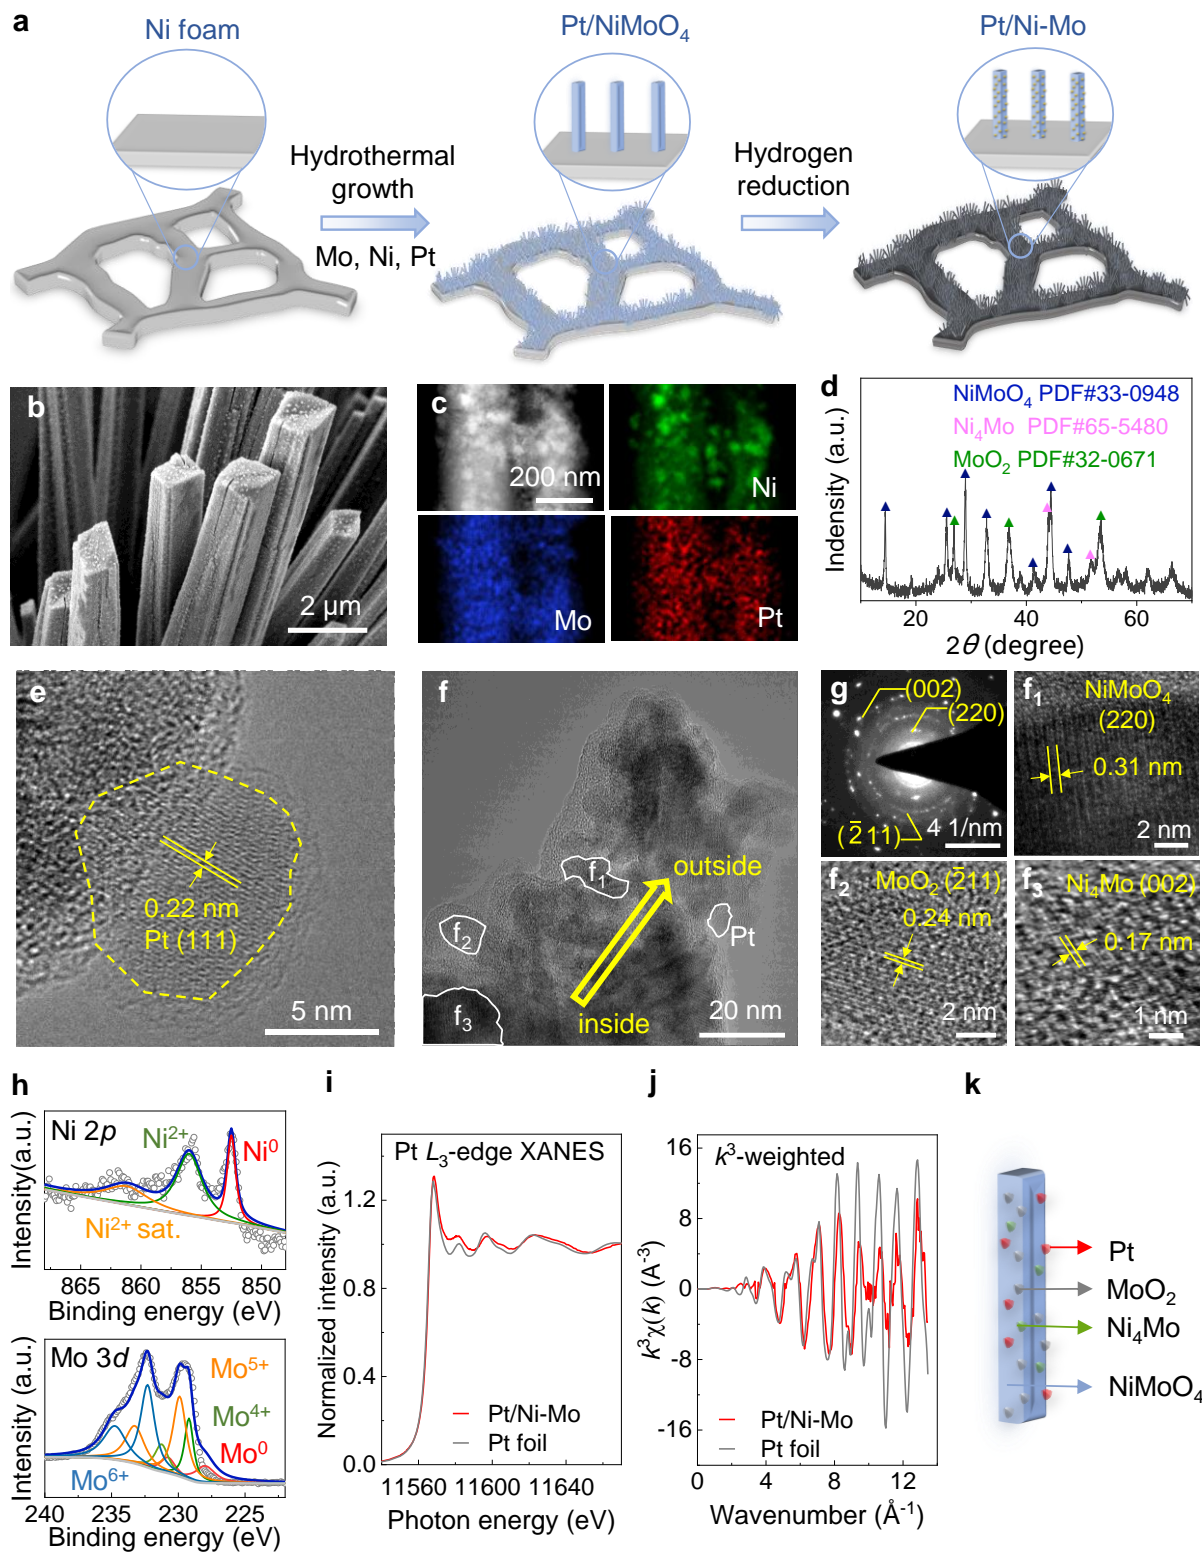 a
Ni foam
Pt/NiMoO4
Pt/Ni-Mo
Hydrothermal
growth
Mo, Ni, Pt
Hydrogen
reduction
b
2 μm
c
200 nm
Ni
Mo
Pt
d
Indensity (a.u.)
NiMoO4 PDF#33-0948
Ni4Mo PDF#65-5480
MoO2 PDF#32-0671
20 40 60
2θ (degree)
e
0.22 nm
Pt (111)
5 nm
f
f1
outside
f2
Pt
f3
inside
20 nm
g
(002)
(220)
(2̄11)
4 1/nm
f1
NiMoO4
(220)
0.31 nm
2 nm
f2
MoO2 (2̄11)
0.24 nm
2 nm
f3
Ni4Mo (002)
0.17 nm
1 nm
h
Intensity(a.u.)
Ni 2p
Ni2+
Ni0
Ni2+ sat.
865 860 855 850
Binding energy (eV)
Intensity (a.u.)
Mo 3d
Mo5+
Mo4+
Mo0
Mo6+
240 235 230 225
Binding energy (eV)
i
Normalized intensity (a.u.)
Pt L3-edge XANES
1.2
0.8
0.4
0.0
Pt/Ni-Mo
Pt foil
11560 11600 11640
Photon energy (eV)
j
k3χ(k) (A-3)
k3-weighted
16
8
0
-8
-16
Pt/Ni-Mo
Pt foil
0 4 8 12
Wavenumber (Å-1)
k
Pt
MoO2
Ni4Mo
NiMoO4